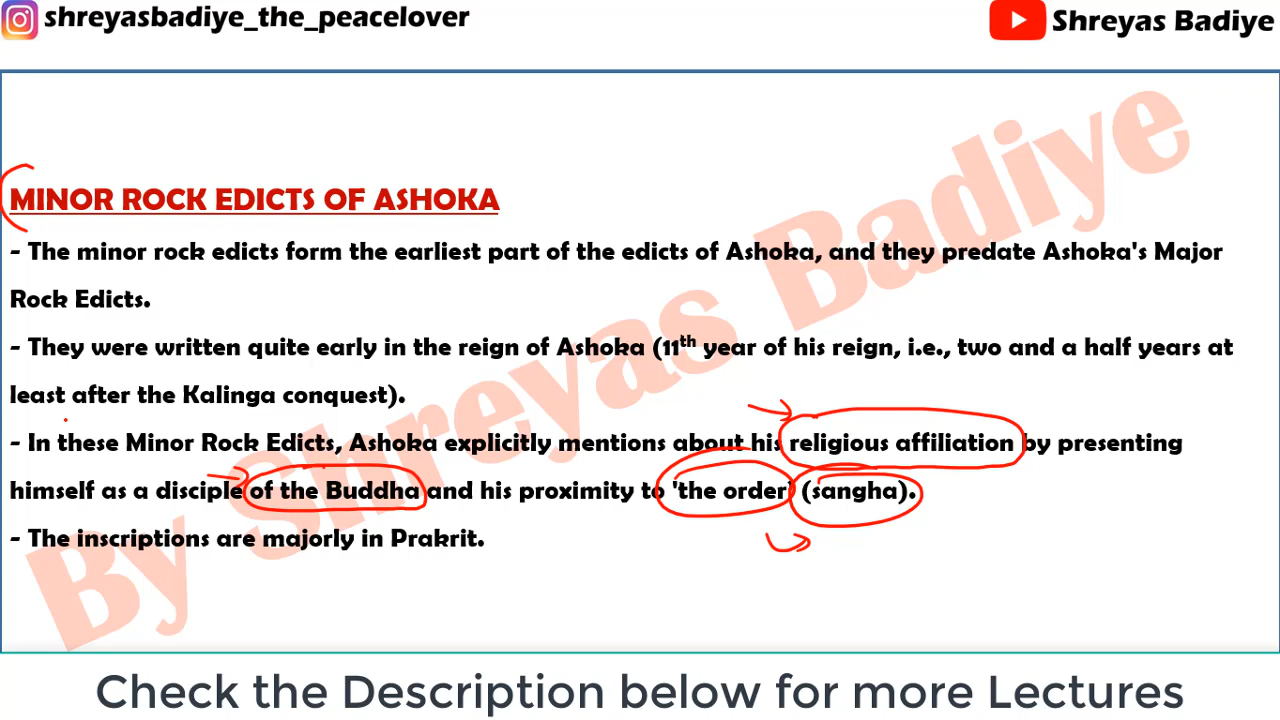 shreyasbadiye_the_peacelover
Shreyas Badiye
MINOR ROCK EDICTS OF ASHOKA
- The minor rock edicts form the earliest part of the edicts of Ashoka, and they predate Ashoka's Major
Rock Edicts.
- They were written quite early in the reign of Ashoka (11th year of his reign, i.e., two and a half years at
least after the Kalinga conquest).
- In these Minor Rock Edicts, Ashoka explicitly mentions about his religious affiliation by presenting
himself as a disciple of the Buddha and his proximity to 'the order' (sangha).
- The inscriptions are majorly in Prakrit.
By Shreyas Badiye
Check the Description below for more Lectures